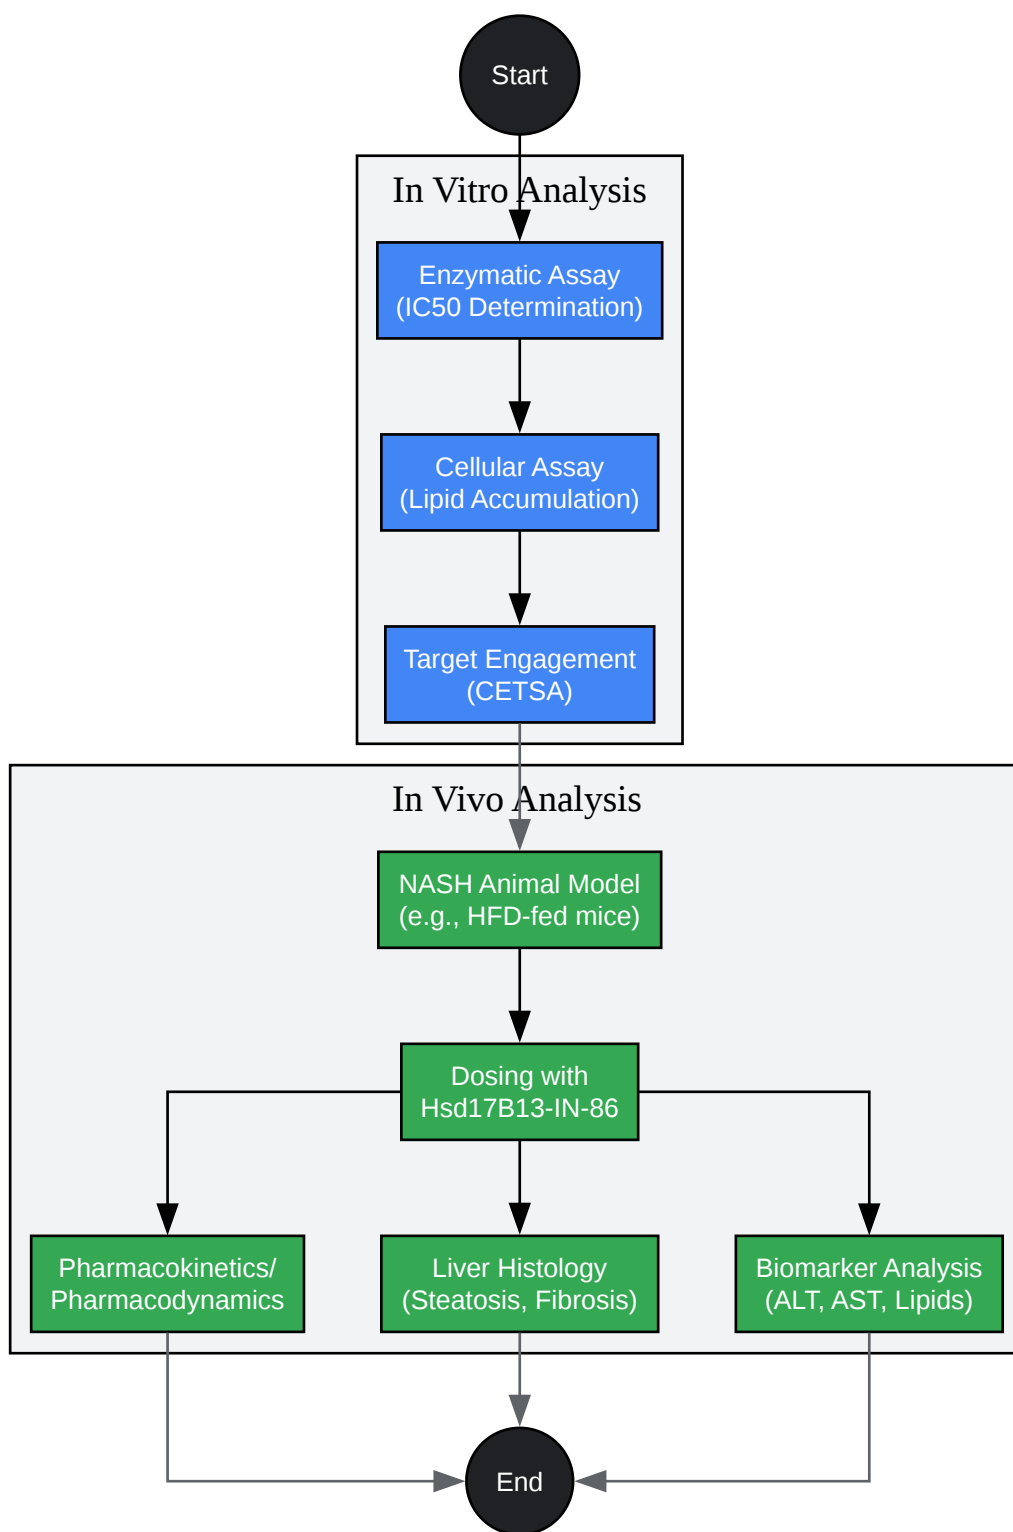 Start
In Vitro Analysis
Enzymatic Assay
(IC50 Determination)
Cellular Assay
(Lipid Accumulation)
Target Engagement
(CETSA)
In Vivo Analysis
NASH Animal Model
(e.g., HFD-fed mice)
Dosing with
Hsd17B13-IN-86
Pharmacokinetics/
Pharmacodynamics
Liver Histology
(Steatosis, Fibrosis)
Biomarker Analysis
(ALT, AST, Lipids)
End